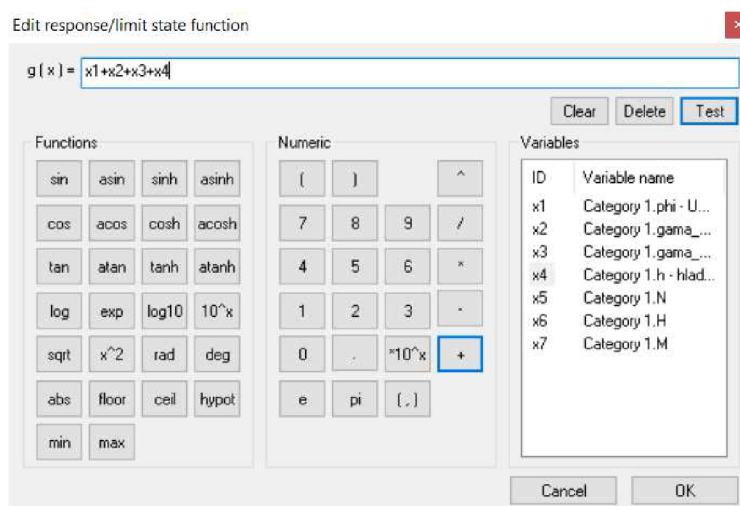 Edit response/limit state function
×
g ( x ) = x1+x2+x3+x4
Clear Delete Test
Functions
sin asin sinh asinh
cos acos cosh acosh
tan atan tanh atanh
log exp log10 10^x
sqrt x^2 rad deg
abs floor ceil hypot
min max
Numeric
( ) ^
7 8 9 /
4 5 6 *
1 2 3 -
0 . *10^x +
e pi ( , )
Variables
ID Variable name
x1 Category 1.phi - U...
x2 Category 1.gama_...
x3 Category 1.gama_...
x4 Category 1.h - hlad...
x5 Category 1.N
x6 Category 1.H
x7 Category 1.M
Cancel OK